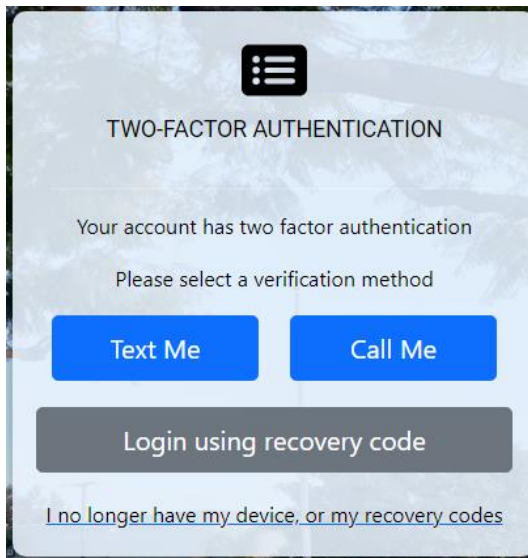 TWO-FACTOR AUTHENTICATION
Your account has two factor authentication
Please select a verification method
Text Me
Call Me
Login using recovery code
I no longer have my device, or my recovery codes